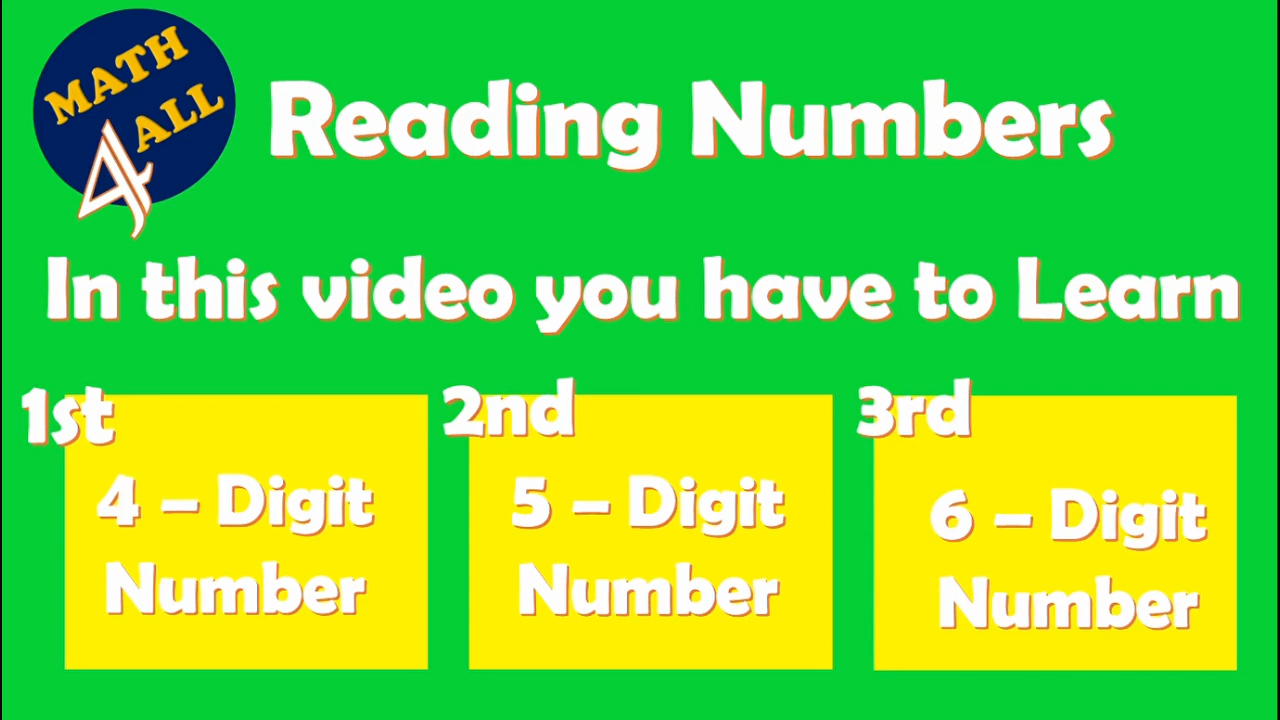 MATH
4 ALL
Reading Numbers
In this video you have to Learn
1st
4 – Digit
Number
2nd
5 – Digit
Number
3rd
6 – Digit
Number